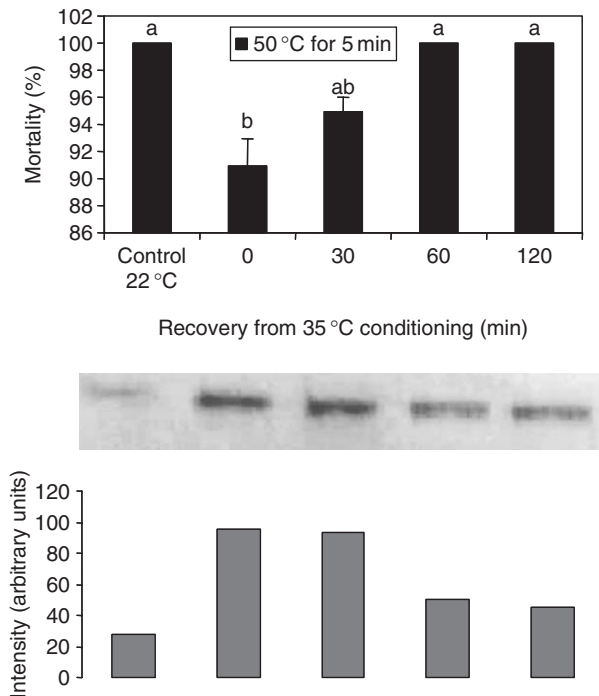 102
100
98
96
94
92
90
88
86
Mortality (%)
50 °C for 5 min
a
b
ab
a
a
Control 0 30 60 120
22 °C
Recovery from 35 °C conditioning (min)
Intensity (arbitrary units)
120
100
80
60
40
20
0